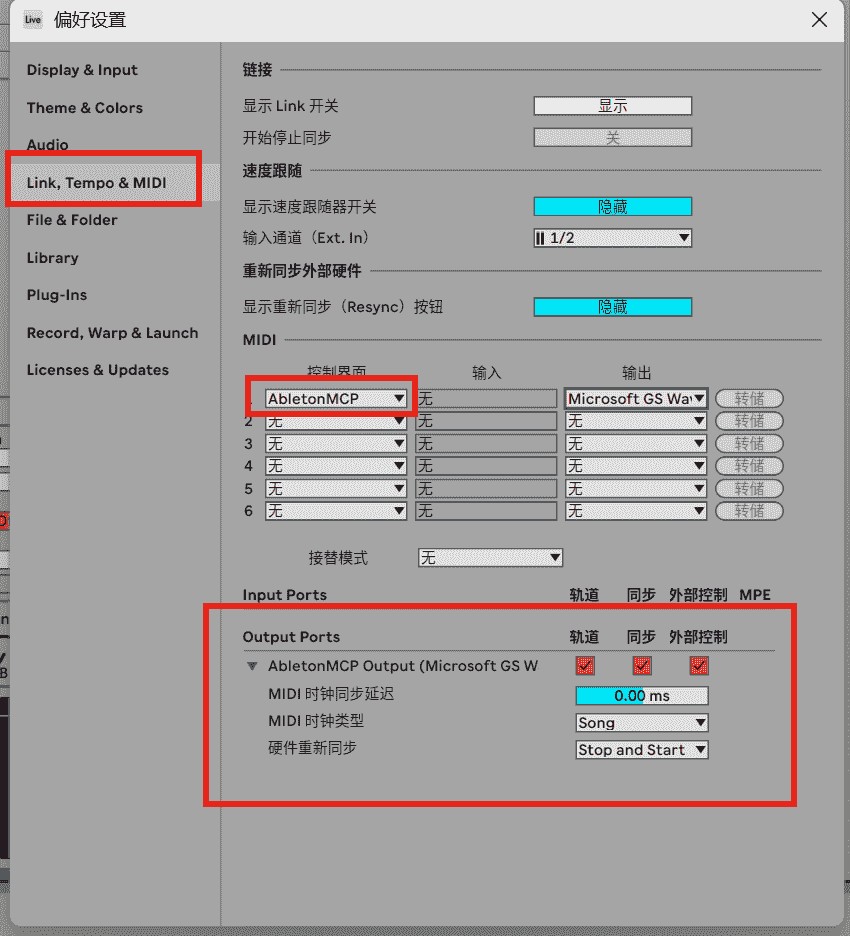 Live 偏好设置
Display & Input
Theme & Colors
Audio
Link, Tempo & MIDI
File & Folder
Library
Plug-Ins
Record, Warp & Launch
Licenses & Updates
链接
显示 Link 开关 显示
开始停止同步 关
速度跟随
显示速度跟随器开关 隐藏
输入通道（Ext. In） 1/2
重新同步外部硬件
显示重新同步（Resync）按钮 隐藏
MIDI
控制界面 输入 输出
AbletonMCP 无 Microsoft GS Wav 转储
2 无 无 无 转储
3 无 无 无 转储
4 无 无 无 转储
5 无 无 无 转储
6 无 无 无 转储
接替模式 无
Input Ports 轨道 同步 外部控制 MPE
Output Ports 轨道 同步 外部控制
AbletonMCP Output (Microsoft GS W
MIDI 时钟同步延迟 0.00 ms
MIDI 时钟类型 Song
硬件重新同步 Stop and Start